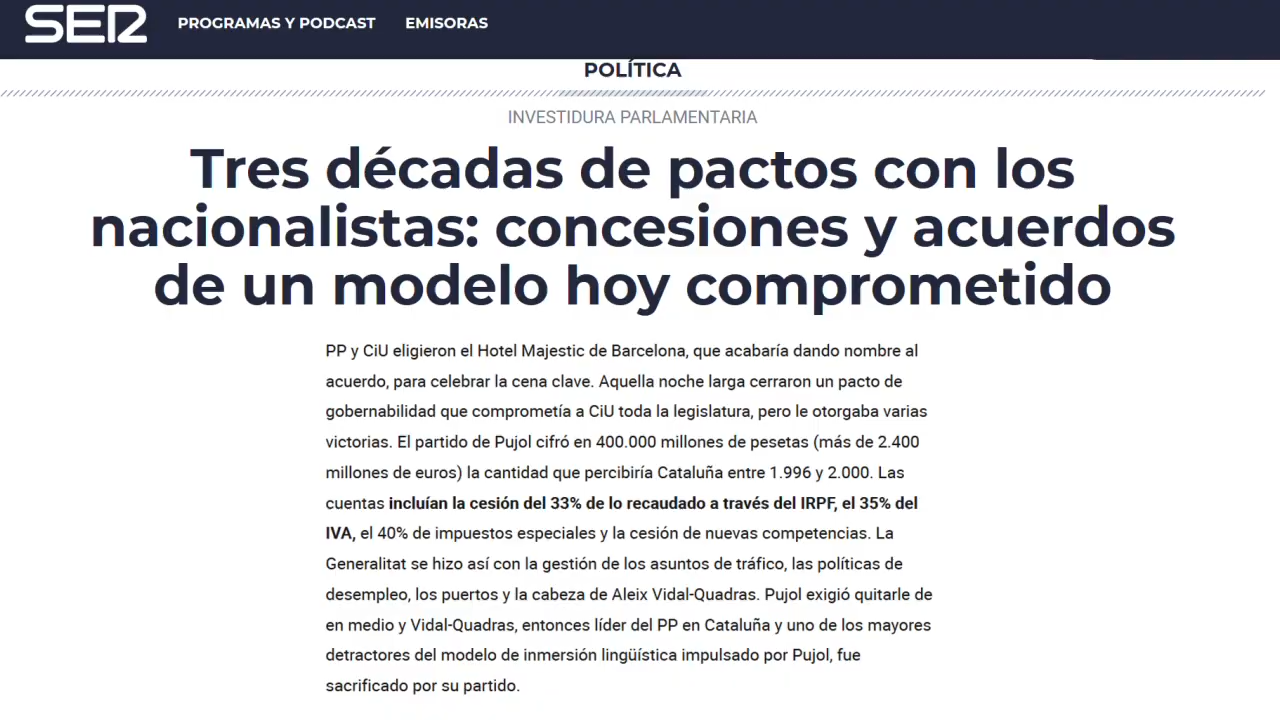 SER
PROGRAMAS Y PODCAST
EMISORAS
POLÍTICA
INVESTIDURA PARLAMENTARIA
Tres décadas de pactos con los
nacionalistas: concesiones y acuerdos
de un modelo hoy comprometido
PP y CiU eligieron el Hotel Majestic de Barcelona, que acabaría dando nombre al
acuerdo, para celebrar la cena clave. Aquella noche larga cerraron un pacto de
gobernabilidad que comprometía a CiU toda la legislatura, pero le otorgaba varias
victorias. El partido de Pujol cifró en 400.000 millones de pesetas (más de 2.400
millones de euros) la cantidad que percibiría Cataluña entre 1.996 y 2.000. Las
cuentas incluían la cesión del 33% de lo recaudado a través del IRPF, el 35% del
IVA, el 40% de impuestos especiales y la cesión de nuevas competencias. La
Generalitat se hizo así con la gestión de los asuntos de tráfico, las políticas de
desempleo, los puertos y la cabeza de Aleix Vidal-Quadras. Pujol exigió quitarle de
en medio y Vidal-Quadras, entonces líder del PP en Cataluña y uno de los mayores
detractores del modelo de inmersión lingüística impulsado por Pujol, fue
sacrificado por su partido.